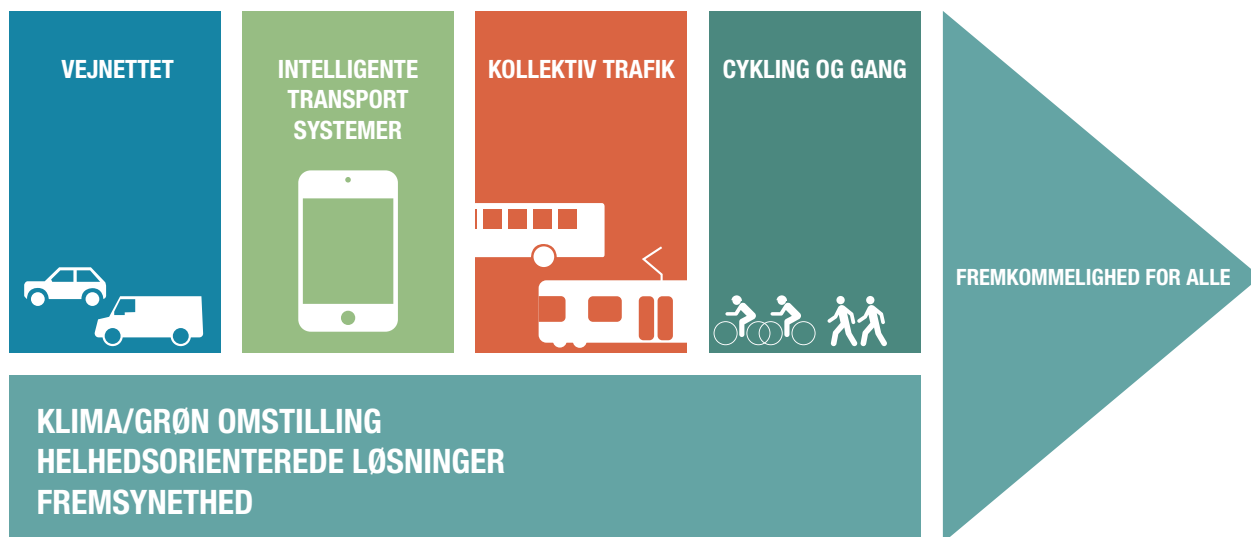 VEJNETTET
INTELLIGENTE
TRANSPORT
SYSTEMER
KOLLEKTIV TRAFIK
CYKLING OG GANG
FREMKOMMELIGHED FOR ALLE
KLIMA/GRØN OMSTILLING
HELHEDSORIENTEREDE LØSNINGER
FREMSYNETHED